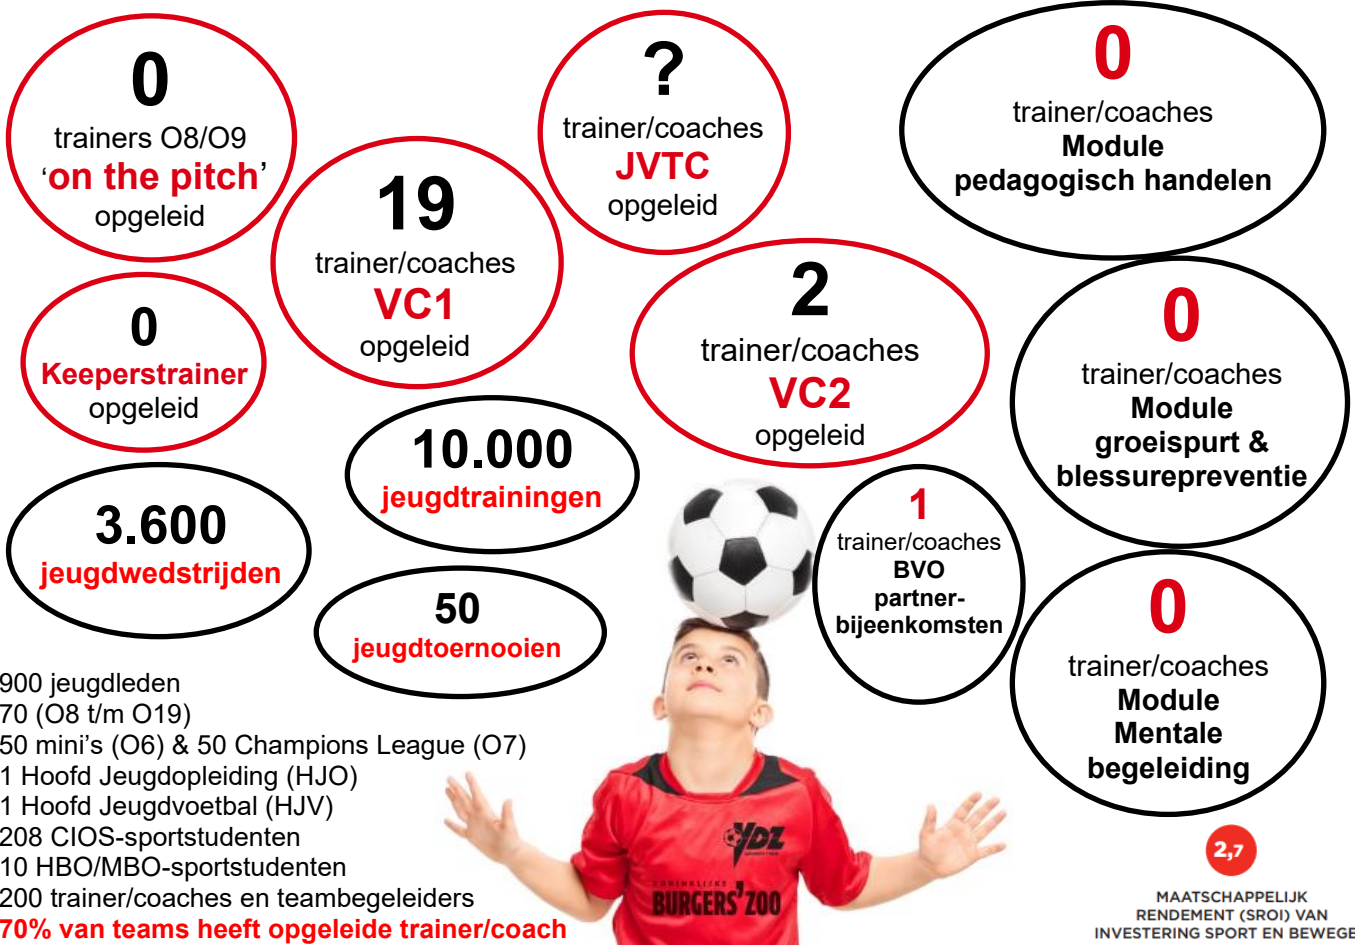 0
trainers O8/O9
‘on the pitch’
opgeleid
19
trainer/coaches
VC1
opgeleid
?
trainer/coaches
JVTC
opgeleid
0
trainer/coaches
Module
pedagogisch handelen
0
Keeperstrainer
opgeleid
2
trainer/coaches
VC2
opgeleid
0
trainer/coaches
Module
groeispurt &
blessurepreventie
10.000
jeugdtrainingen
3.600
jeugdwedstrijden
50
jeugdtoernooien
1
trainer/coaches
BVO
partner-
bijeenkomsten
0
trainer/coaches
Module
Mentale
begeleiding
900 jeugdleden
70 (O8 t/m O19)
50 mini’s (O6) & 50 Champions League (O7)
1 Hoofd Jeugdopleiding (HJO)
1 Hoofd Jeugdvoetbal (HJV)
208 CIOS-sportstudenten
10 HBO/MBO-sportstudenten
200 trainer/coaches en teambegeleiders
70% van teams heeft opgeleide trainer/coach
VDZ
KONINKLIJKE
BURGERS’ ZOO
2,7
MAATSCHAPPELIJK
RENDEMENT (SROI) VAN
INVESTERING SPORT EN BEWEGE